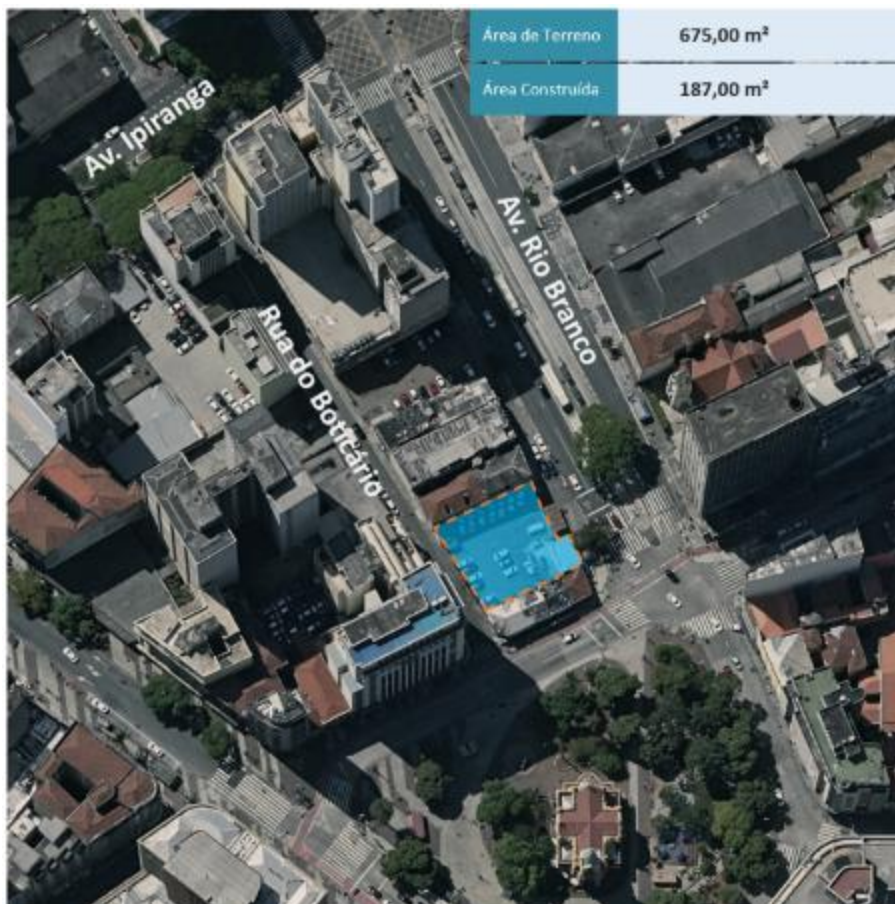 Área de Terreno 675,00 m²
Área Construída 187,00 m²
Av. Ipiranga
Av. Rio Branco
Rua do Boticário